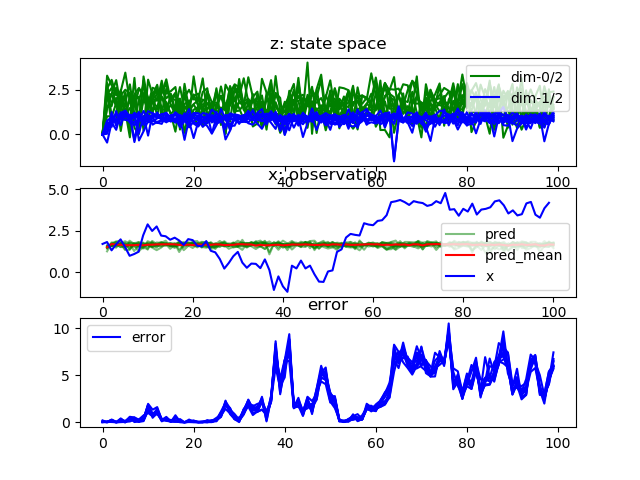 z: state space
2.5
0.0
dim-0/2
dim-1/2
0 20 40 60 80 100
x: observation
5.0
2.5
0.0
pred
pred_mean
x
0 20 40 60 80 100
error
10
5
0
error
0 20 40 60 80 100